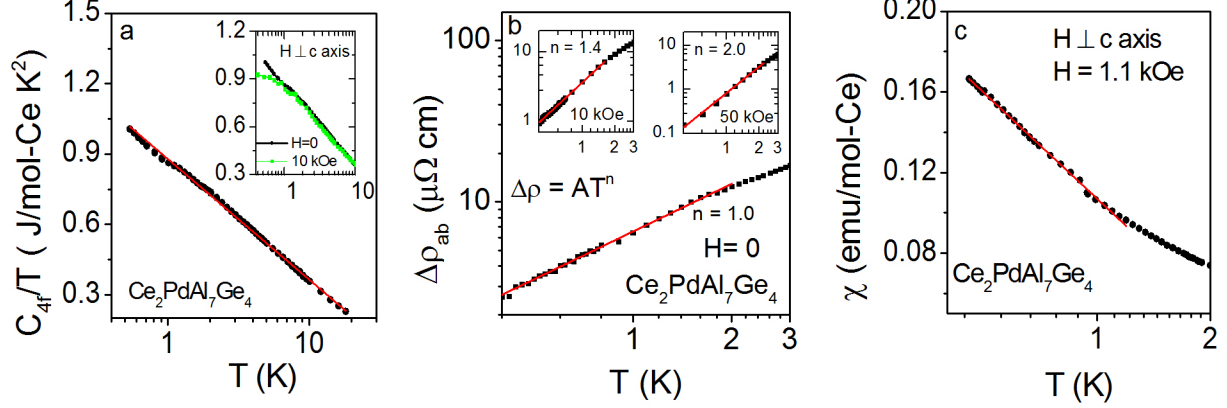 a
C4f/T ( J/mol-Ce K²)
1.2
0.9
0.6
0.3
1
10
T (K)
Ce₂PdAl₇Ge₄
1.2
0.9
0.6
0.3
1
10
H ⊥ c axis
H=0
10 kOe
b
Δρab (μΩ cm)
100
10
1
2
3
T (K)
10
1
1
2
3
n = 1.4
10 kOe
10
1
0.1
1
2
3
n = 2.0
50 kOe
Δρ = ATⁿ
n = 1.0
H= 0
Ce₂PdAl₇Ge₄
c
χ (emu/mol-Ce)
0.20
0.16
0.12
0.08
1
2
T (K)
H ⊥ c axis
H = 1.1 kOe
Ce₂PdAl₇Ge₄